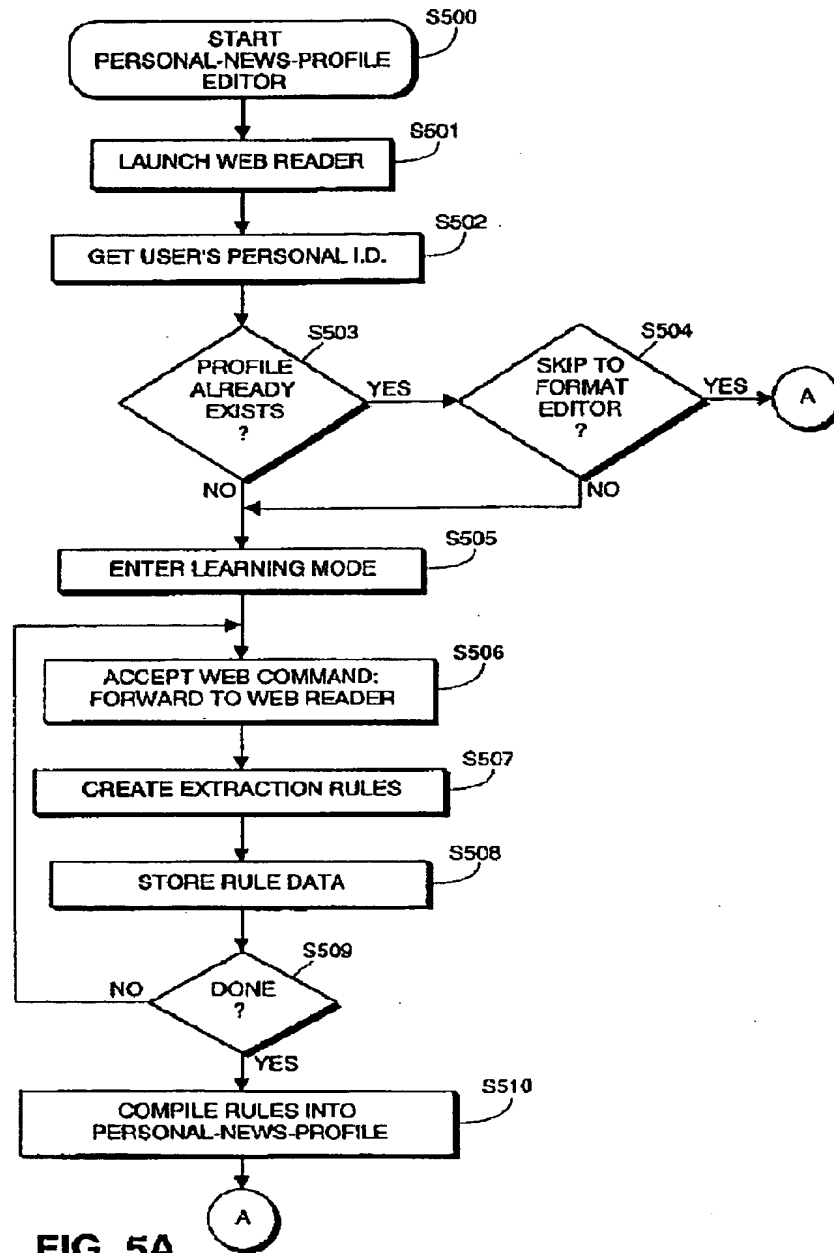 S500
START
PERSONAL-NEWS-PROFILE
EDITOR
S501
LAUNCH WEB READER
S502
GET USER'S PERSONAL I.D.
S503
PROFILE
ALREADY
EXISTS
?
YES
NO
S504
SKIP TO
FORMAT
EDITOR
?
YES
NO
A
S505
ENTER LEARNING MODE
S506
ACCEPT WEB COMMAND:
FORWARD TO WEB READER
S507
CREATE EXTRACTION RULES
S508
STORE RULE DATA
S509
DONE
?
NO
YES
S510
COMPILE RULES INTO
PERSONAL-NEWS-PROFILE
A
FIG. 5A